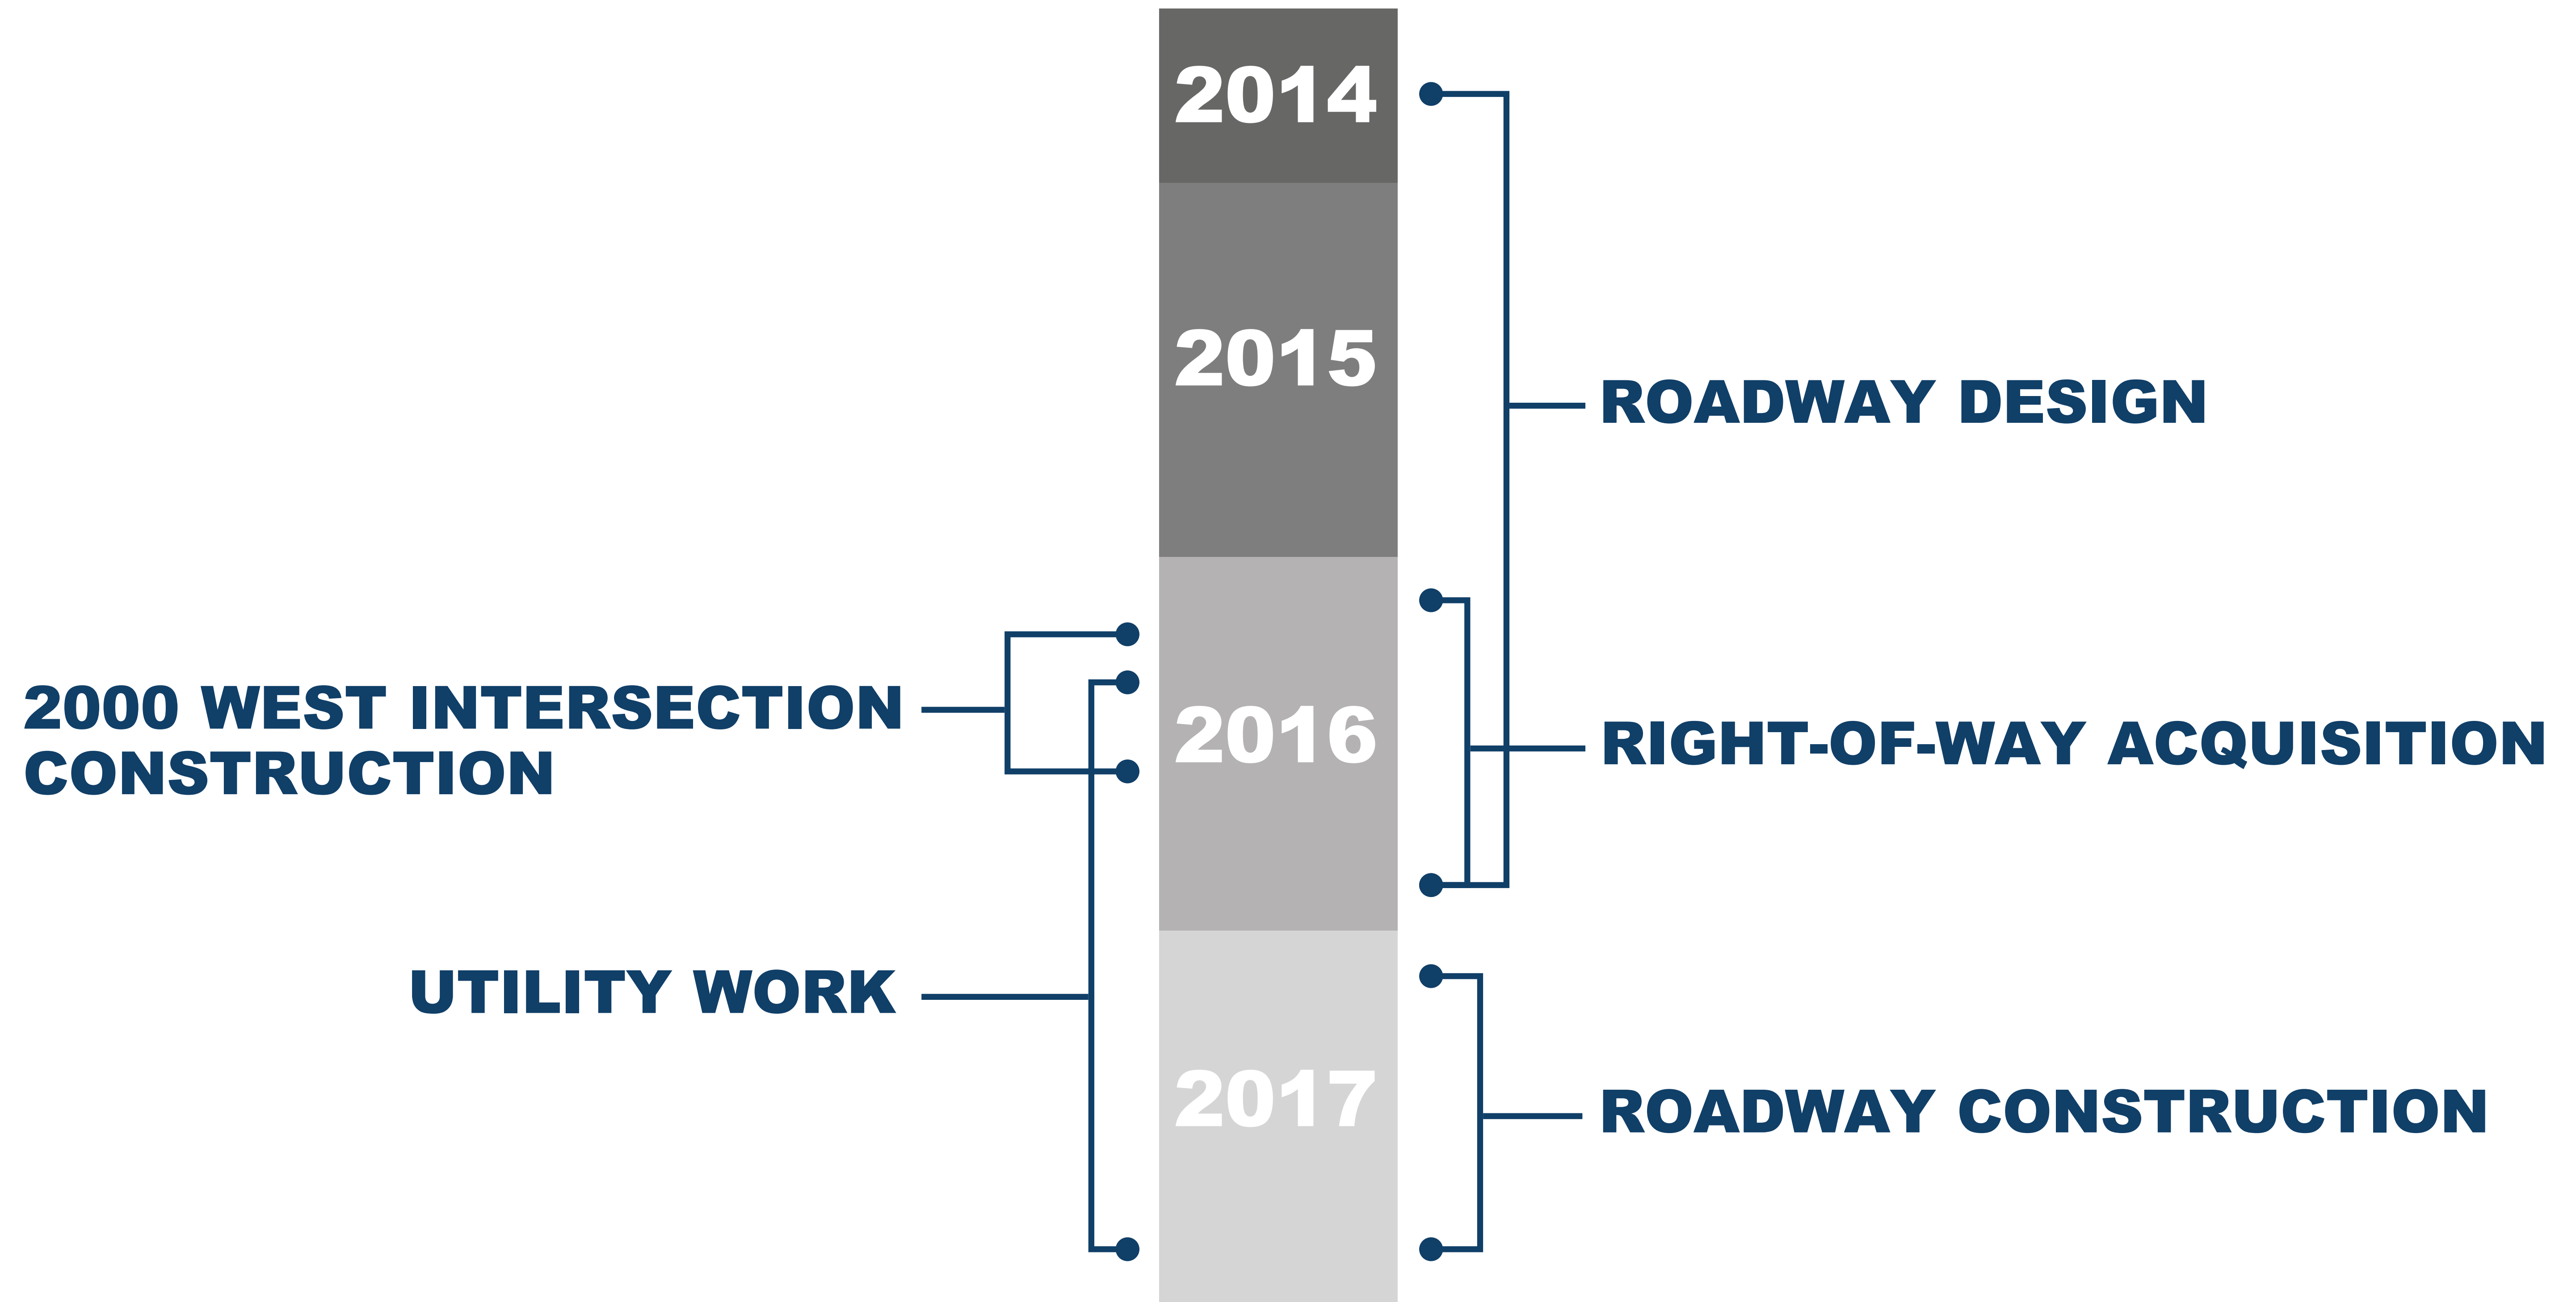 2014
2015
ROADWAY DESIGN
2000 WEST INTERSECTION
CONSTRUCTION
2016
RIGHT-OF-WAY ACQUISITION
UTILITY WORK
2017
ROADWAY CONSTRUCTION